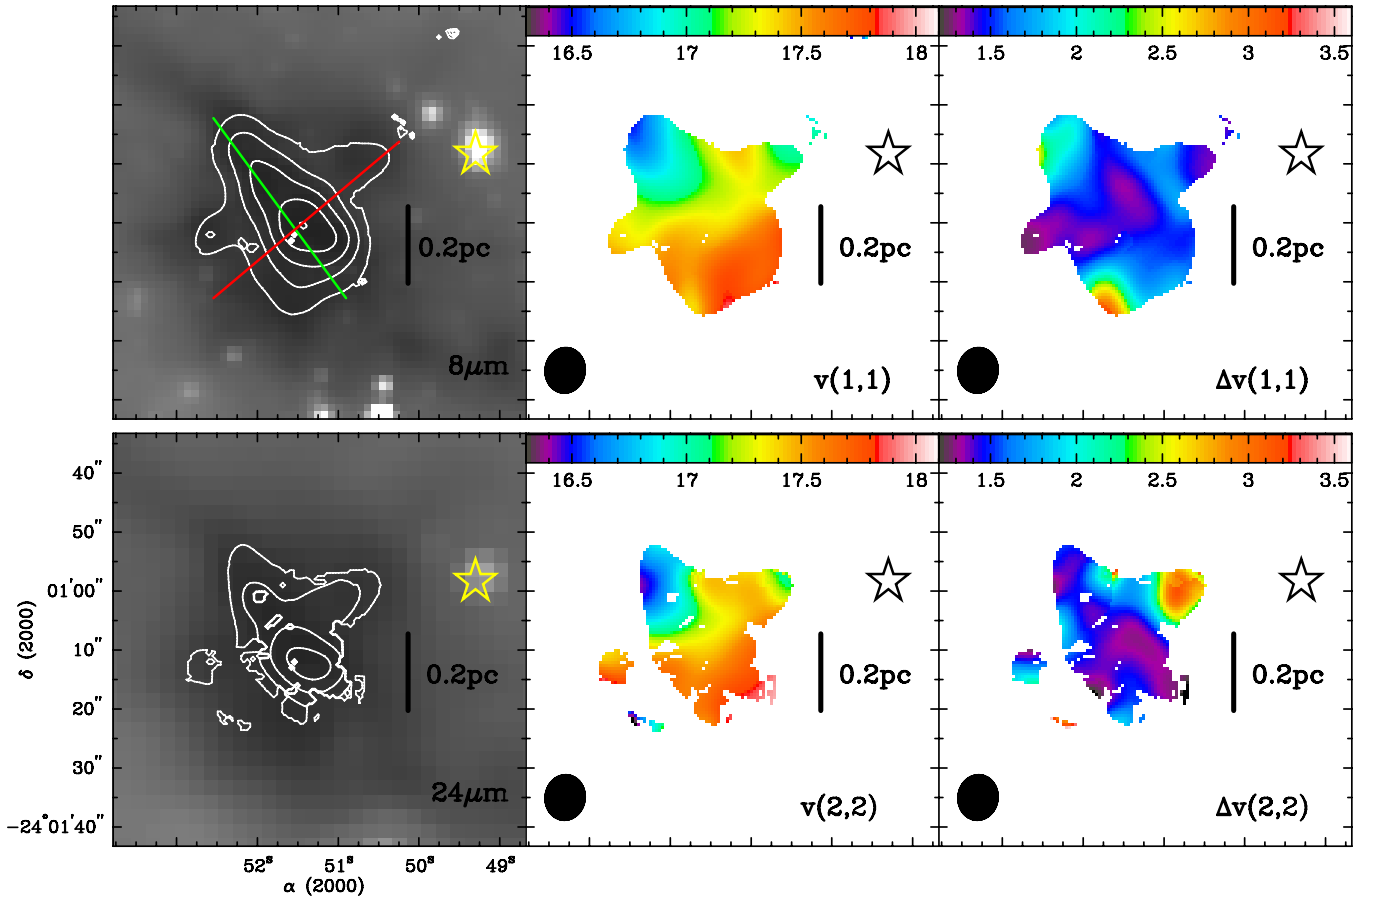 16.5 17 17.5 18
1.5 2 2.5 3 3.5
0.2pc
0.2pc
0.2pc
8μm
v(1,1)
Δv(1,1)
16.5 17 17.5 18
1.5 2 2.5 3 3.5
40″
50″
01′00″
10″
20″
30″
−24°01′40″
δ (2000)
0.2pc
0.2pc
0.2pc
24μm
v(2,2)
Δv(2,2)
52ˢ 51ˢ 50ˢ 49ˢ
α (2000)